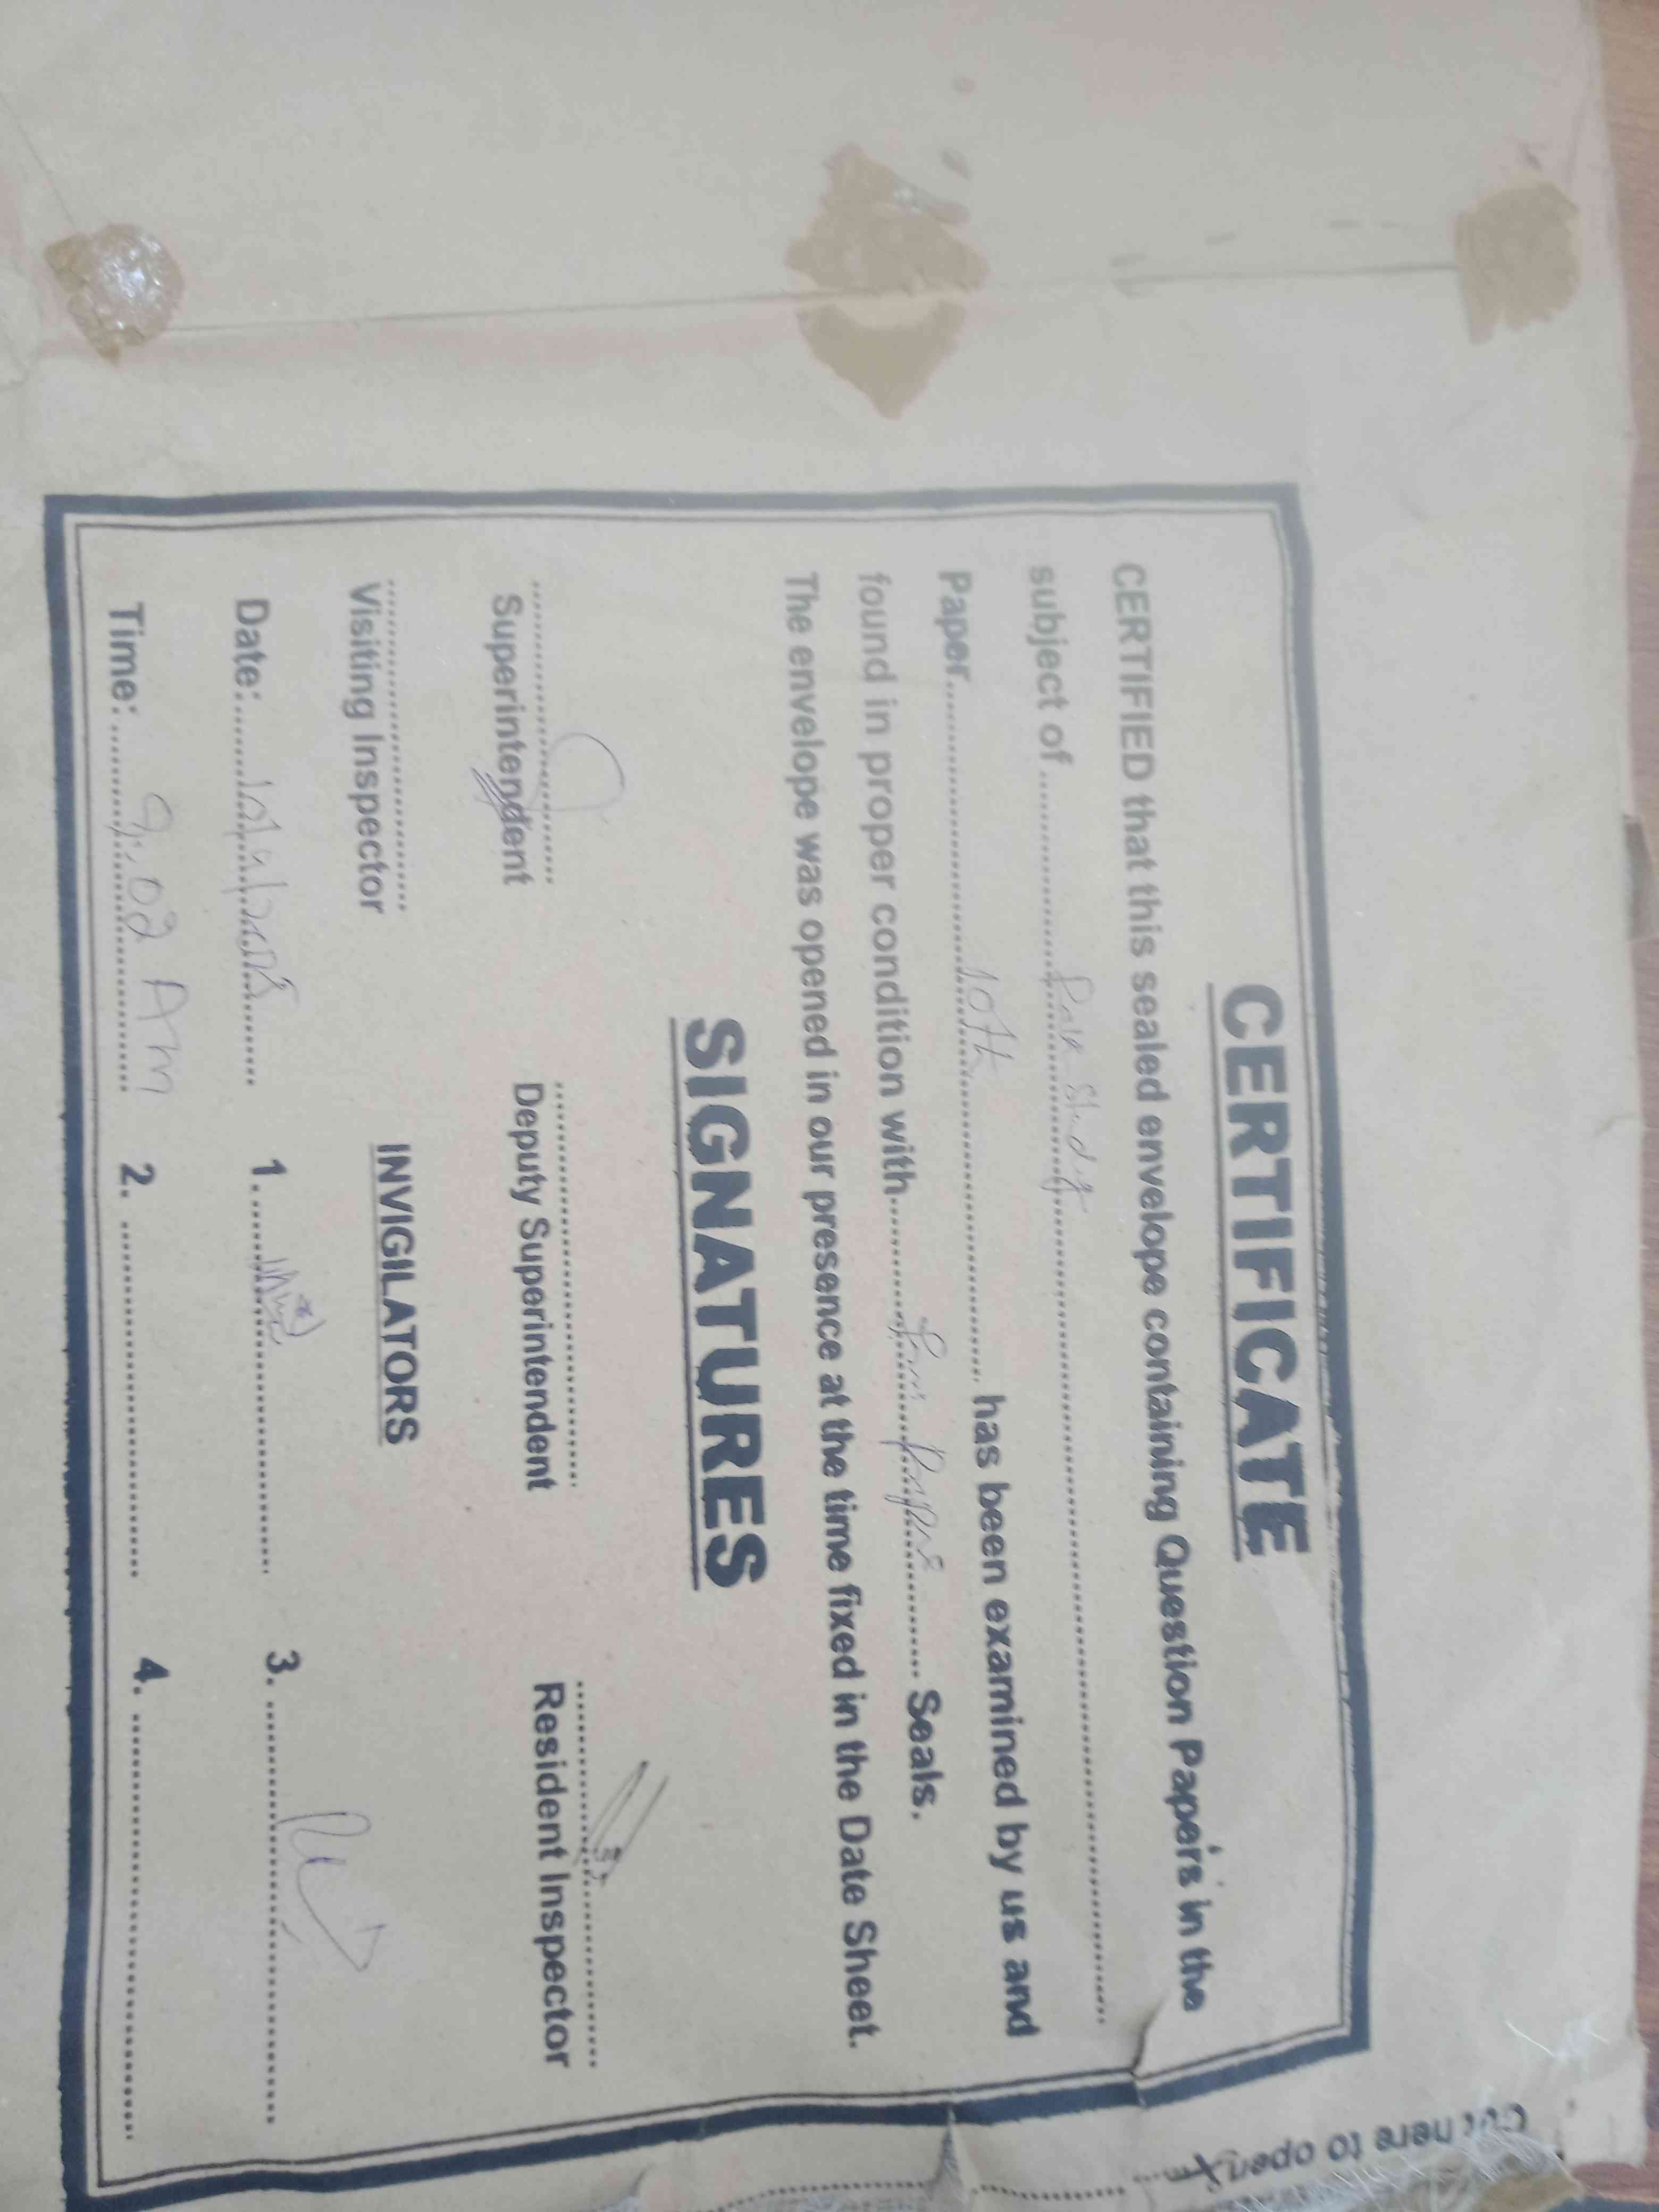 CERTIFICATE
CERTIFIED that this sealed envelope containing Question Papers in the
subject of .......... Pak Study ..........
Paper .......... 10th .......... has been examined by us and
found in proper condition with .......... .......... Seals.
The envelope was opened in our presence at the time fixed in the Date Sheet.
SIGNATURES
Superintendent Deputy Superintendent Resident Inspector
Visiting Inspector INVIGILATORS
Date: .......... 1. .......... 3. ..........
Time: .......... 9:02 Am 2. .......... 4. ..........
Cut here to open